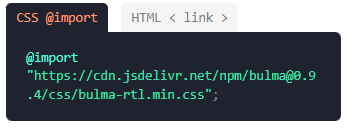 CSS @import
HTML < link >
@import
"https://cdn.jsdelivr.net/npm/bulma@0.9
.4/css/bulma-rtl.min.css";